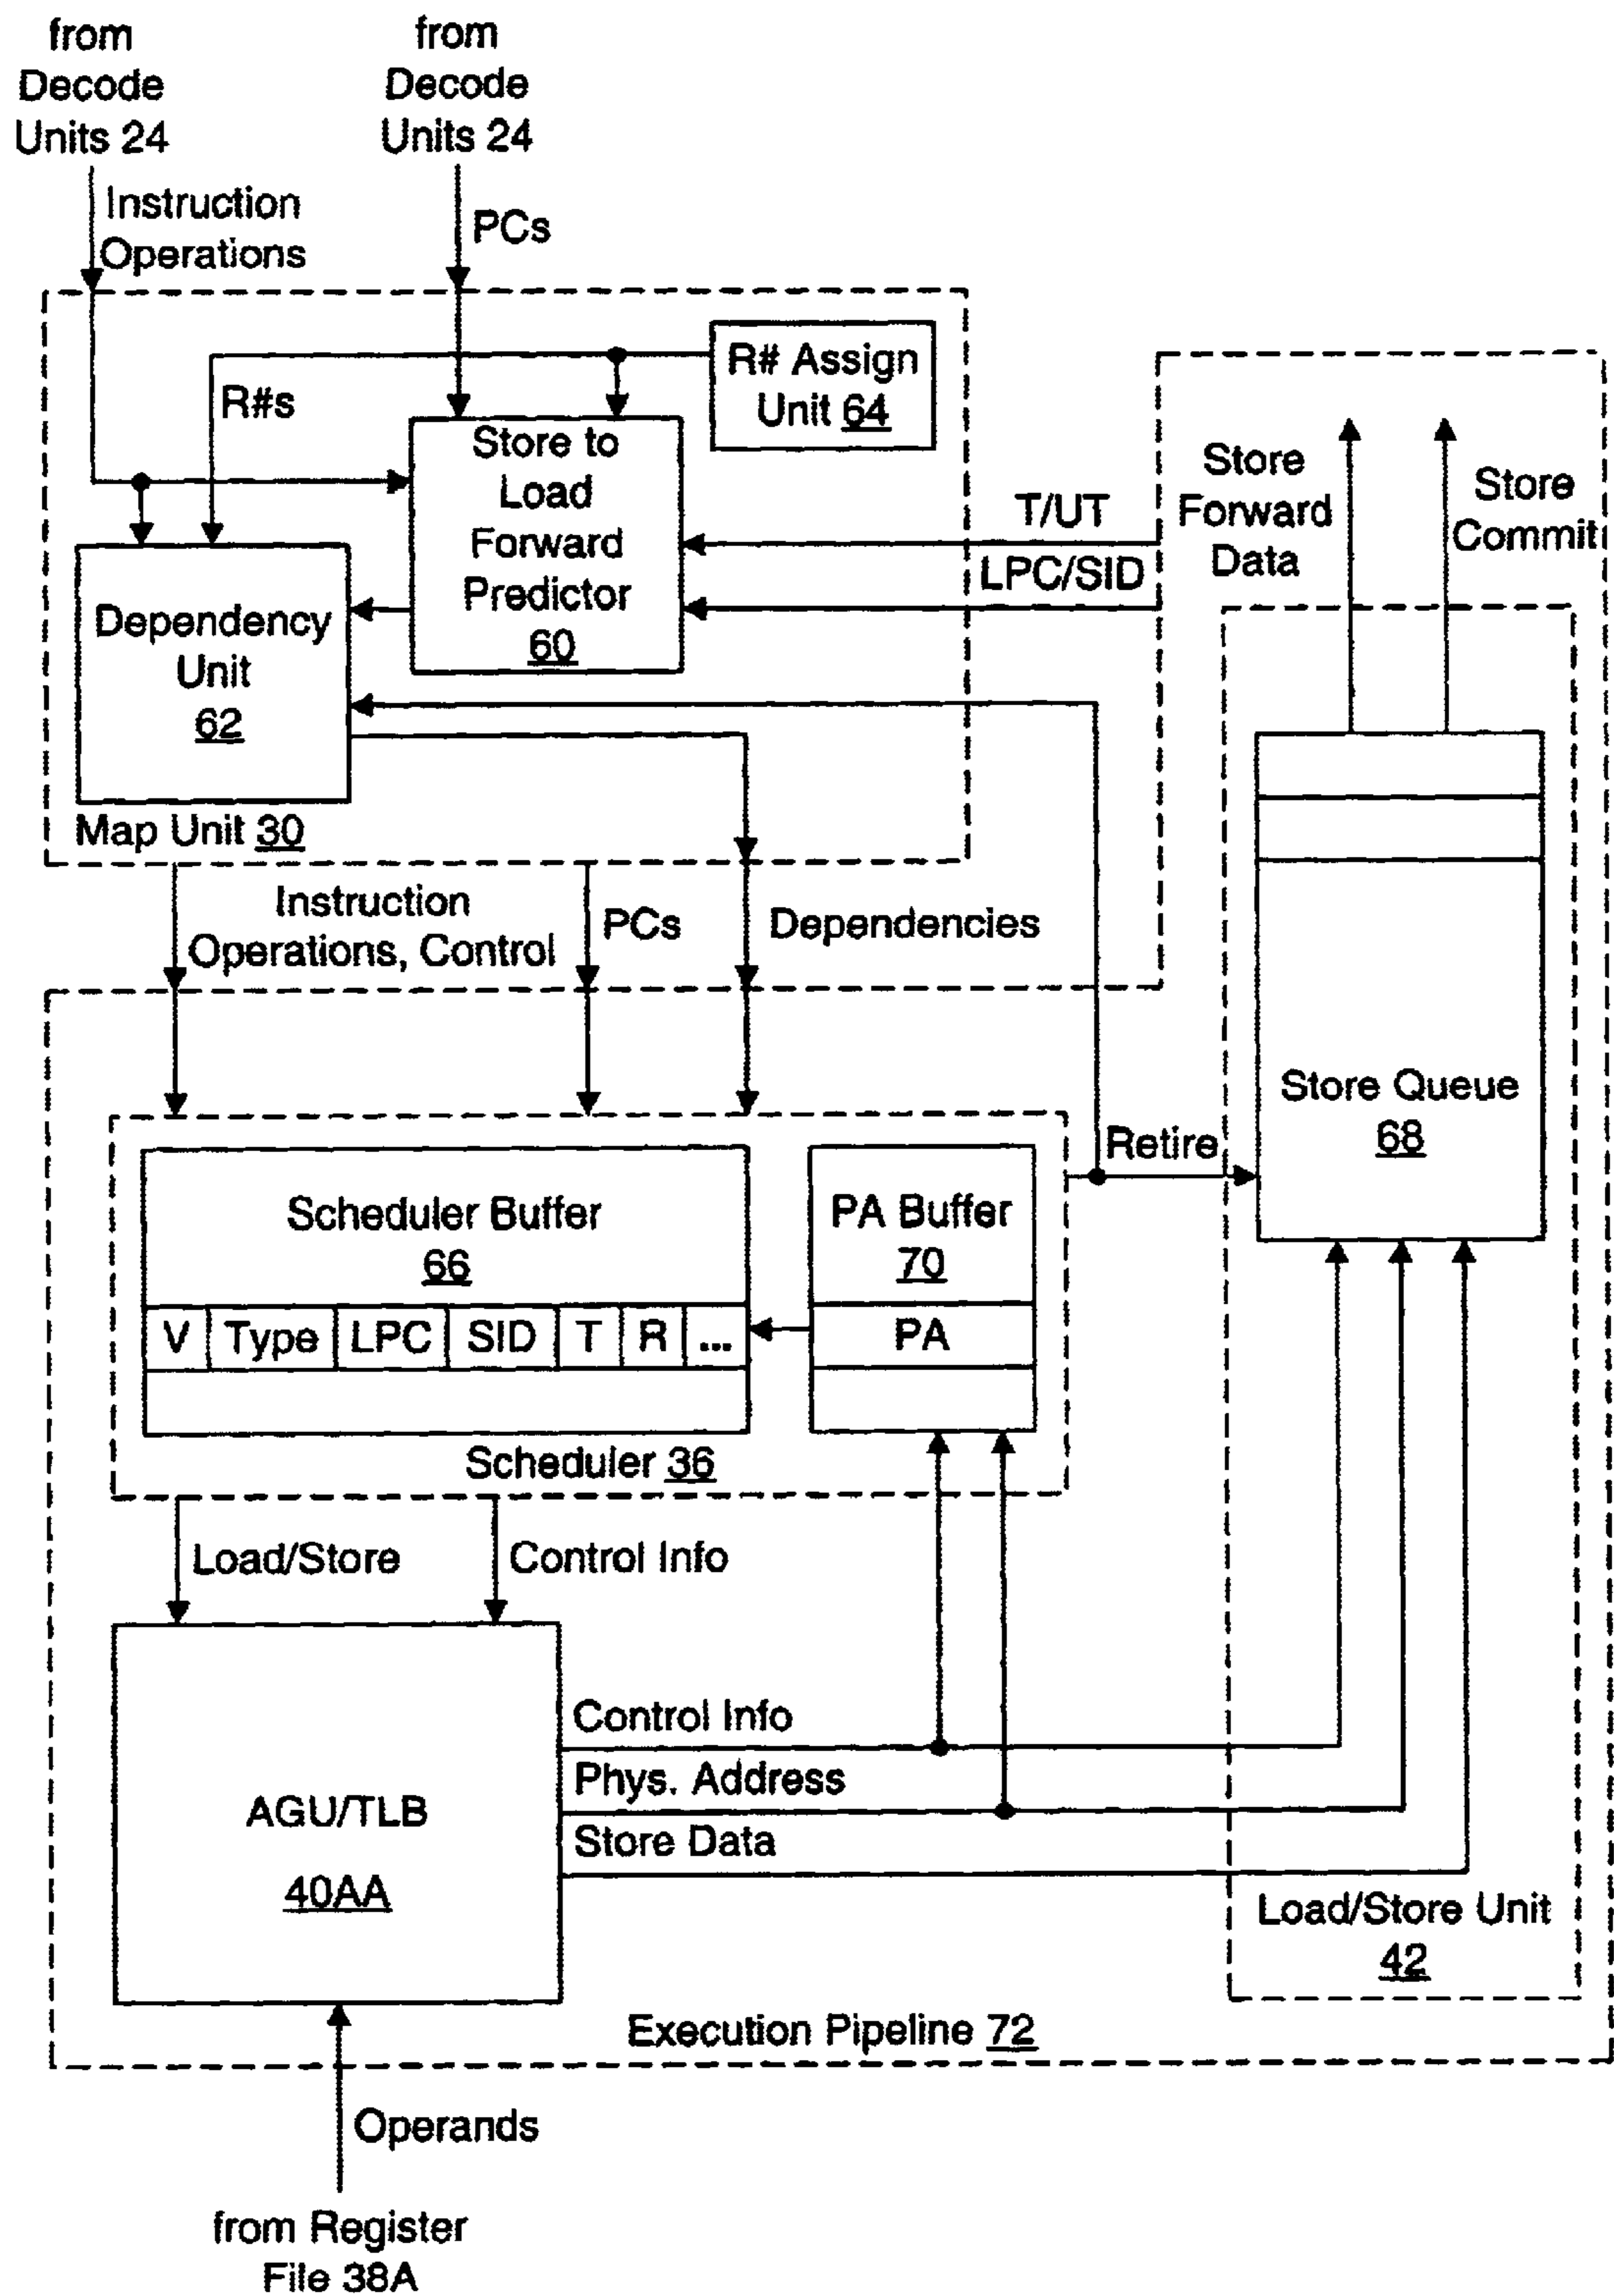 from
Decode
Units 24
from
Decode
Units 24
Instruction
Operations
PCs
R# Assign
Unit 64
R#s
Store to
Load
Forward
Predictor
60
T/UT
LPC/SID
Store
Forward
Data
Store
Commit
Dependency
Unit
62
Map Unit 30
Instruction
Operations, Control
PCs
Dependencies
Store Queue
68
Retire
Scheduler Buffer
66
PA Buffer
70
V Type LPC SID T R ...
PA
Scheduler 36
Load/Store
Control Info
Control Info
Phys. Address
Store Data
AGU/TLB
40AA
Load/Store Unit
42
Execution Pipeline 72
Operands
from Register
File 38A